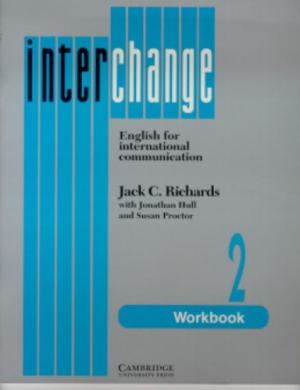 interchange
English for
international
communication
Jack C. Richards
with Jonathan Hull
and Susan Proctor
2
Workbook
CAMBRIDGE
UNIVERSITY PRESS